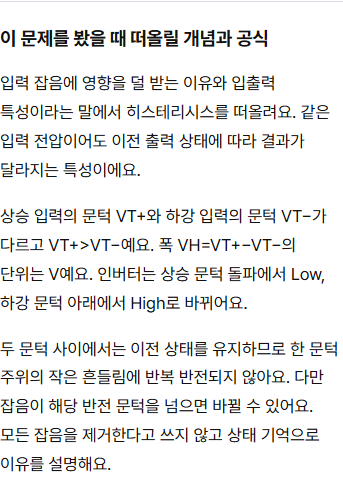 이 문제를 봤을 때 떠올릴 개념과 공식
입력 잡음에 영향을 덜 받는 이유와 입출력
특성이라는 말에서 히스테리시스를 떠올려요. 같은
입력 전압이어도 이전 출력 상태에 따라 결과가
달라지는 특성이에요.
상승 입력의 문턱 VT+와 하강 입력의 문턱 VT−가
다르고 VT+>VT−예요. 폭 VH=VT+−VT−의
단위는 V예요. 인버터는 상승 문턱 돌파에서 Low,
하강 문턱 아래에서 High로 바뀌어요.
두 문턱 사이에서는 이전 상태를 유지하므로 한 문턱
주위의 작은 흔들림에 반복 반전되지 않아요. 다만
잡음이 해당 반전 문턱을 넘으면 바뀔 수 있어요.
모든 잡음을 제거한다고 쓰지 않고 상태 기억으로
이유를 설명해요.